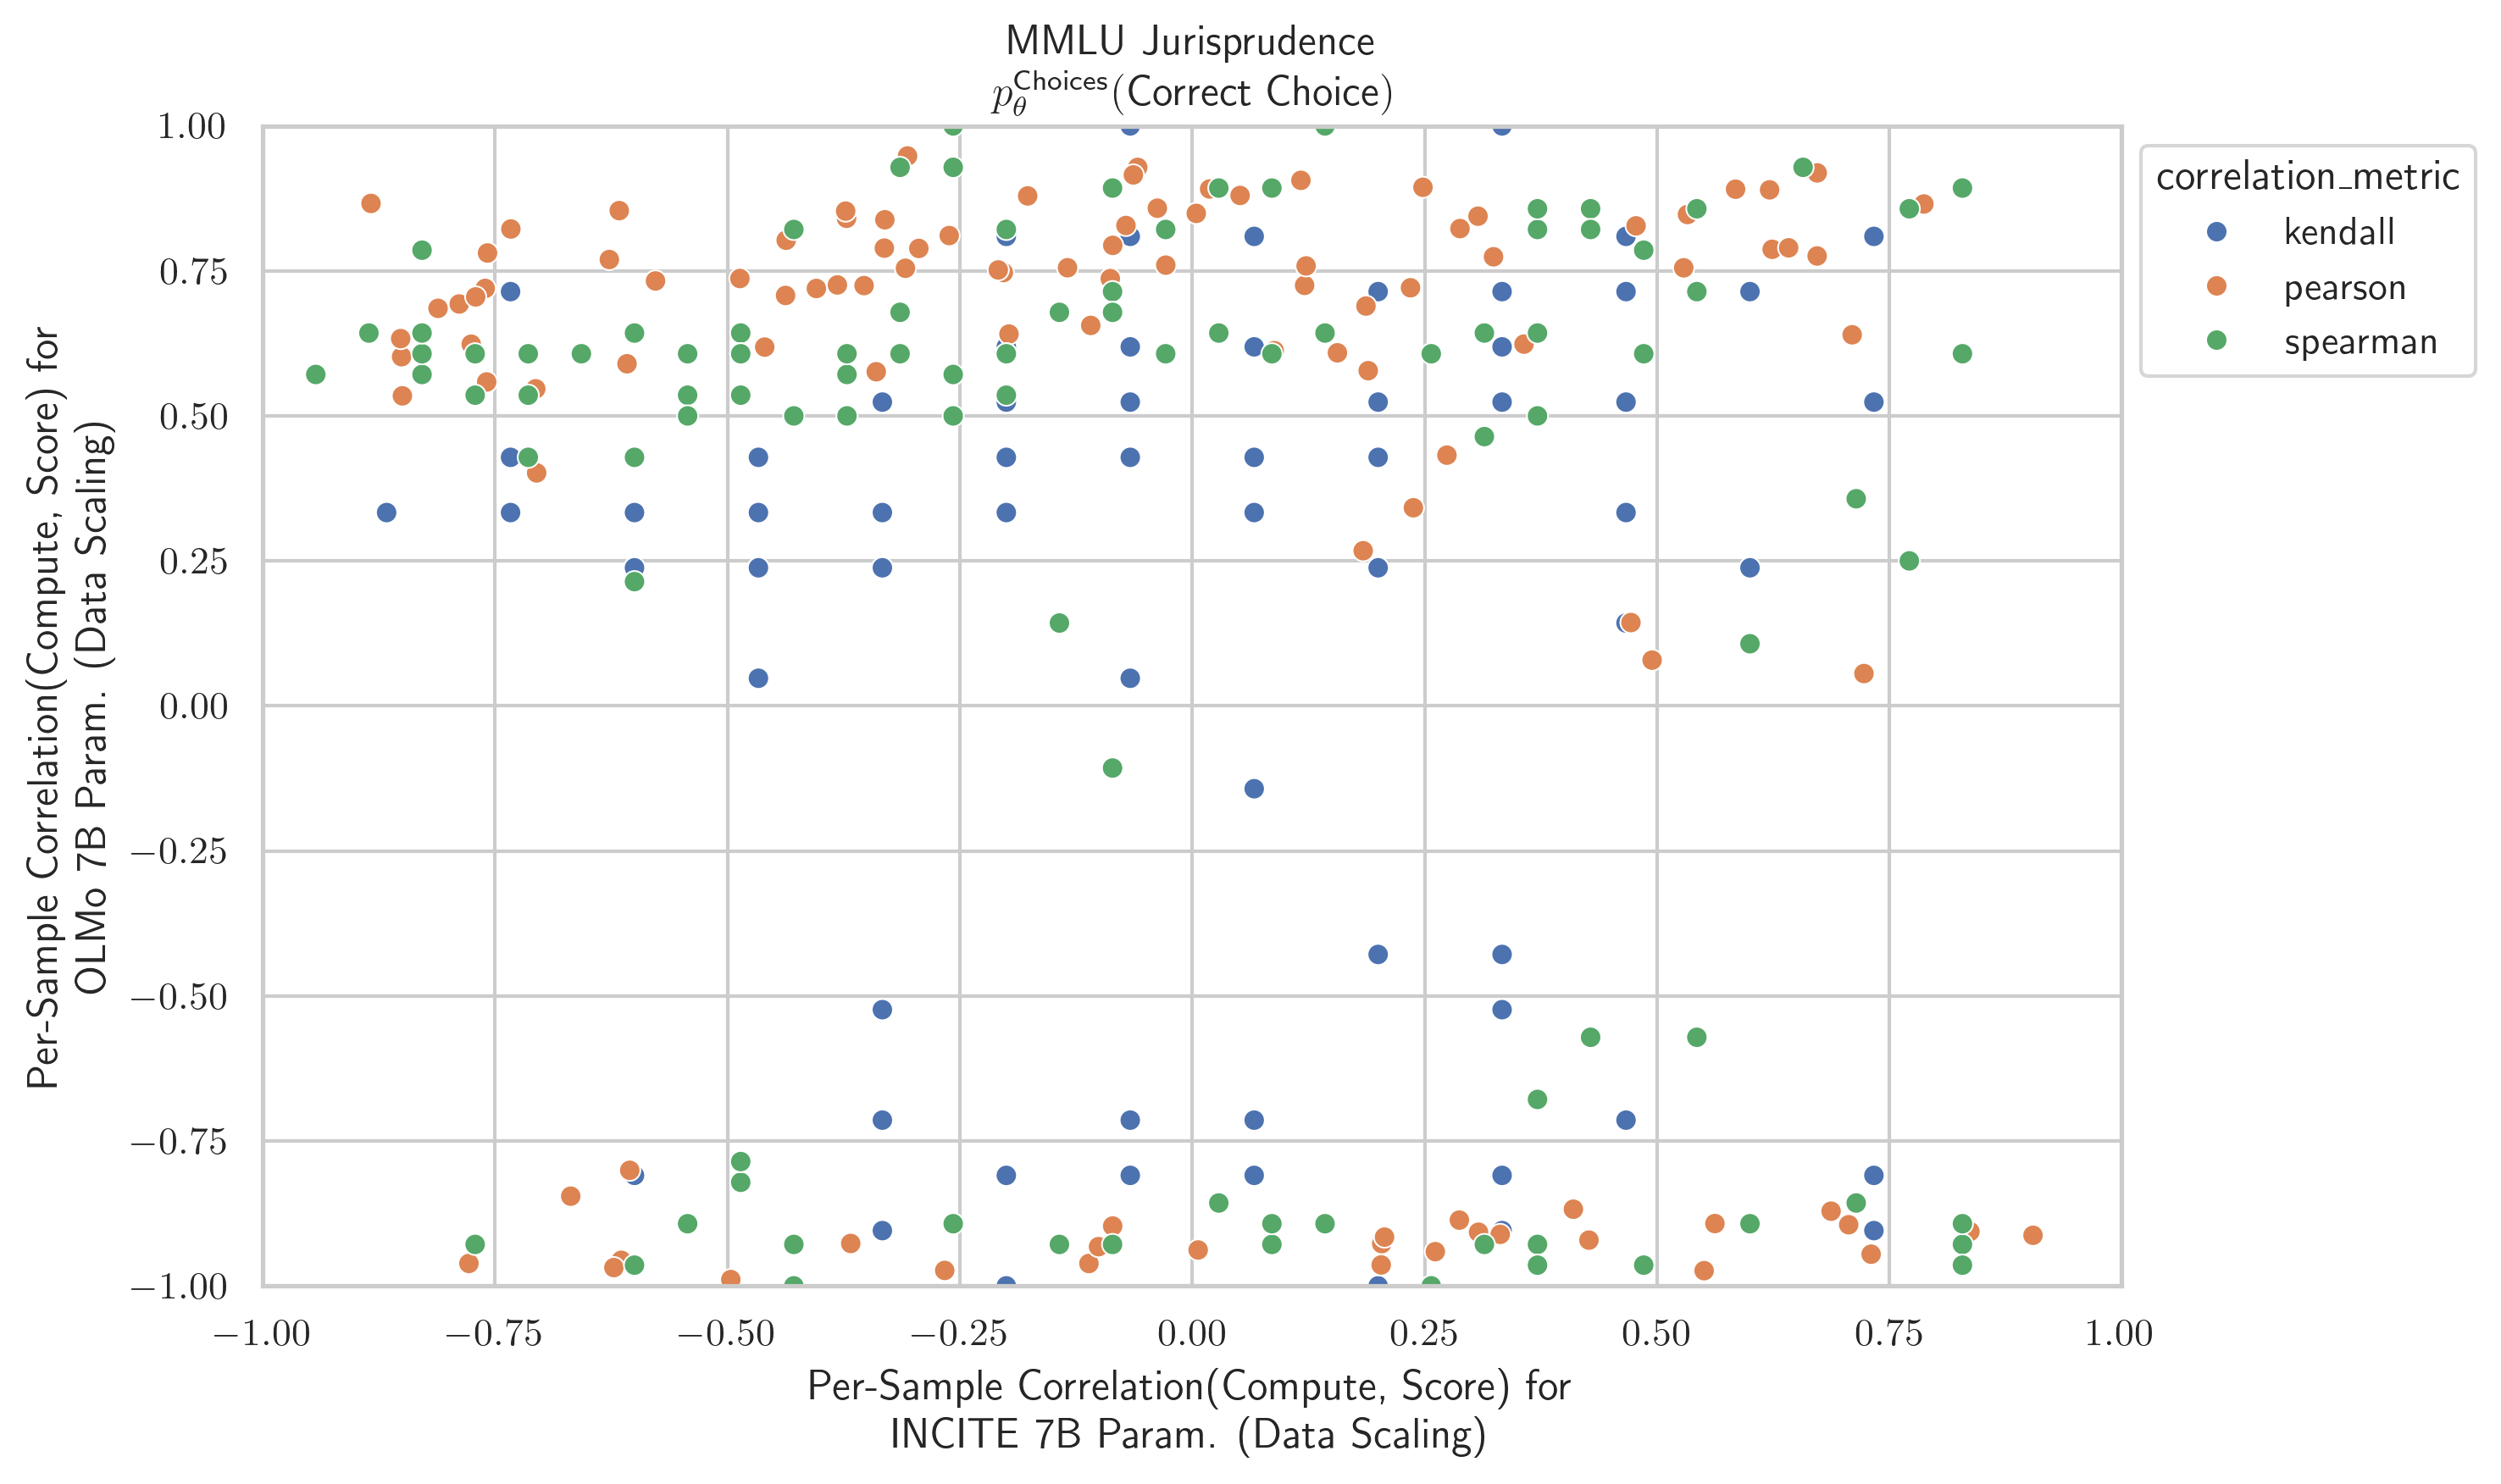 MMLU Jurisprudence
p_θ^Choices(Correct Choice)
Per-Sample Correlation(Compute, Score) for
OLMo 7B Param. (Data Scaling)
1.00
0.75
0.50
0.25
0.00
−0.25
−0.50
−0.75
−1.00
−1.00 −0.75 −0.50 −0.25 0.00 0.25 0.50 0.75 1.00
Per-Sample Correlation(Compute, Score) for
INCITE 7B Param. (Data Scaling)
correlation_metric
kendall
pearson
spearman